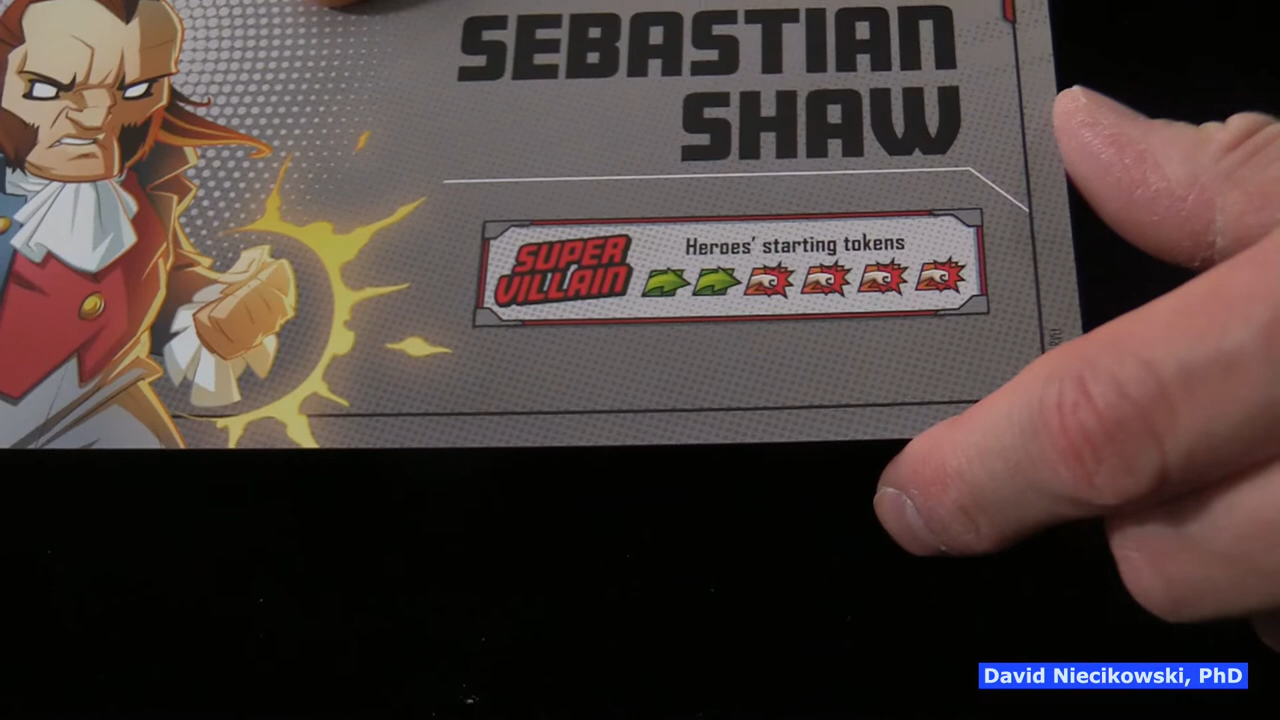 SEBASTIAN
SHAW
SUPER
VILLAIN
Heroes' starting tokens
David Niecikowski, PhD